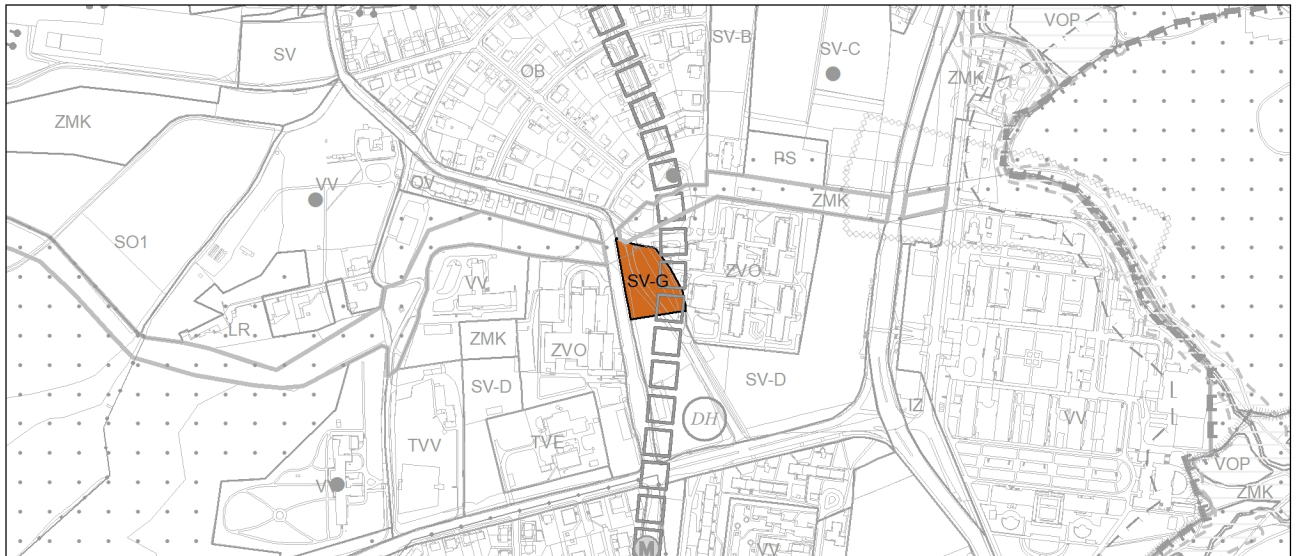 VOP
SV
OB
SV-B
SV-C
ZMK
ZMK
PS
VV
OV
ZMK
SO1
SV-G
ZVO
VV
LR
ZMK
ZVO
SV-D
SV-D
DH
IZ
VV
TVV
TVE
VV
VOP
ZMK
M
VV